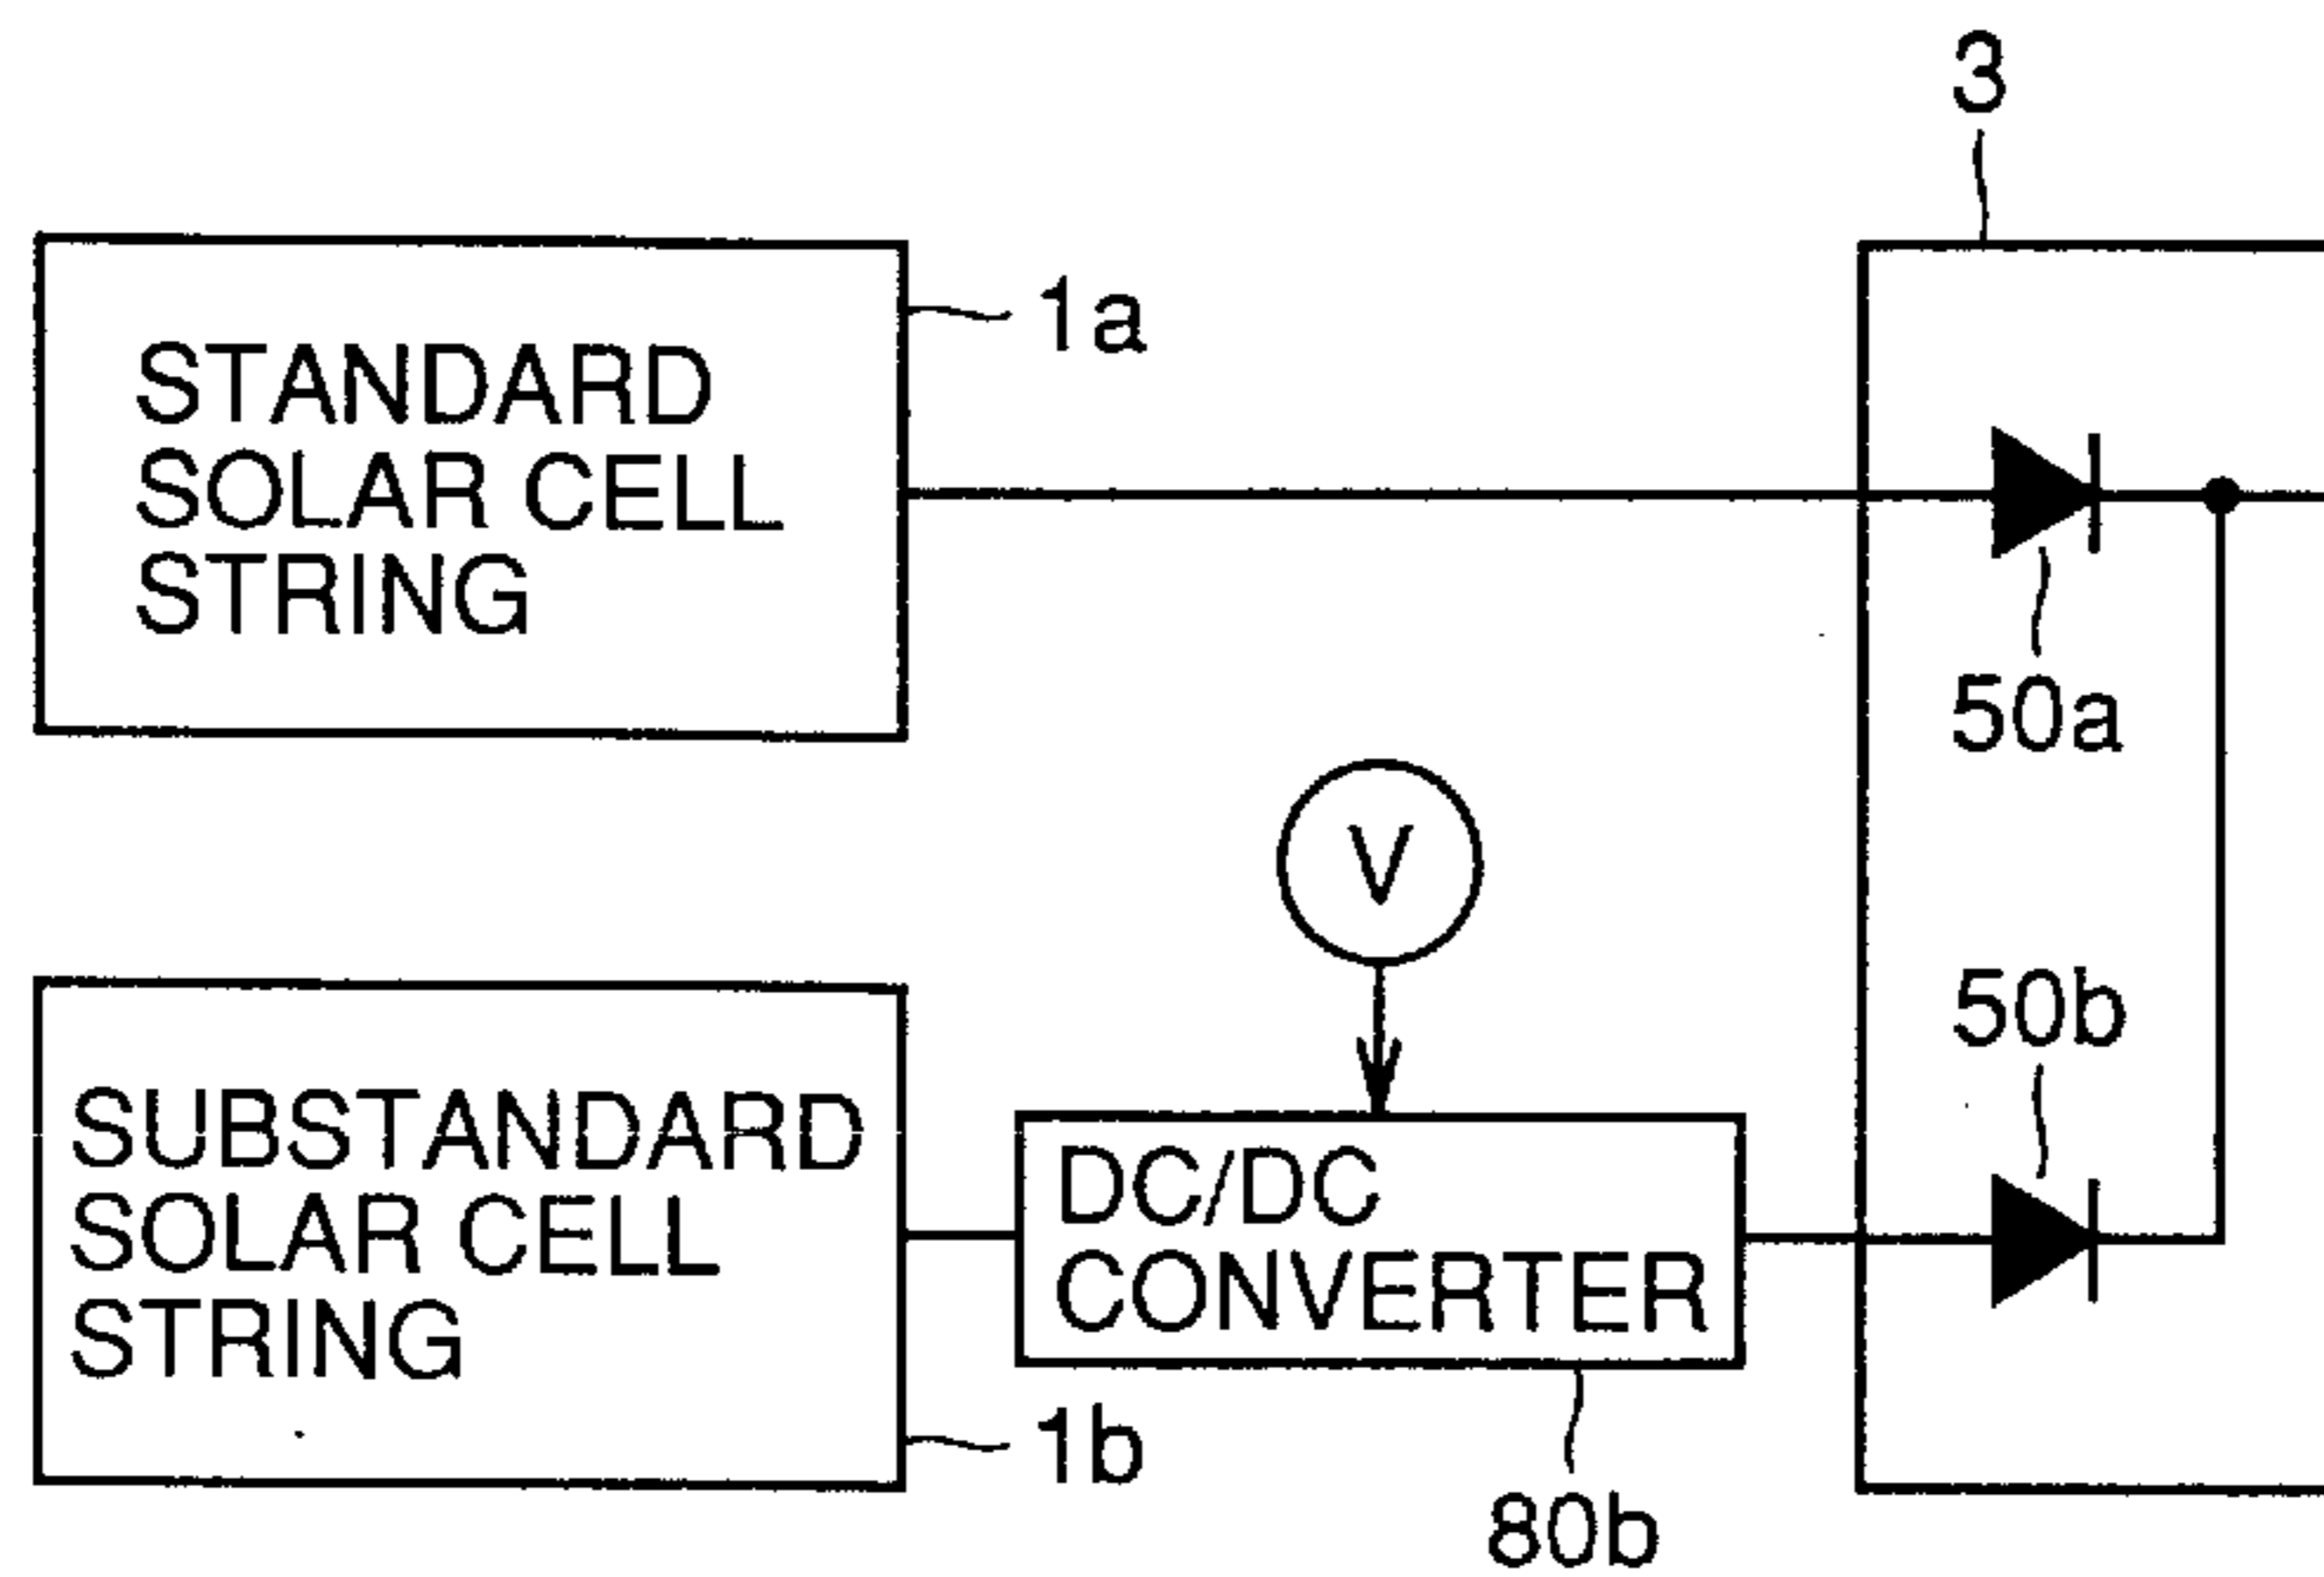 3
1a
STANDARD
SOLAR CELL
STRING
50a
V
50b
SUBSTANDARD
SOLAR CELL
STRING
DC/DC
CONVERTER
1b
80b